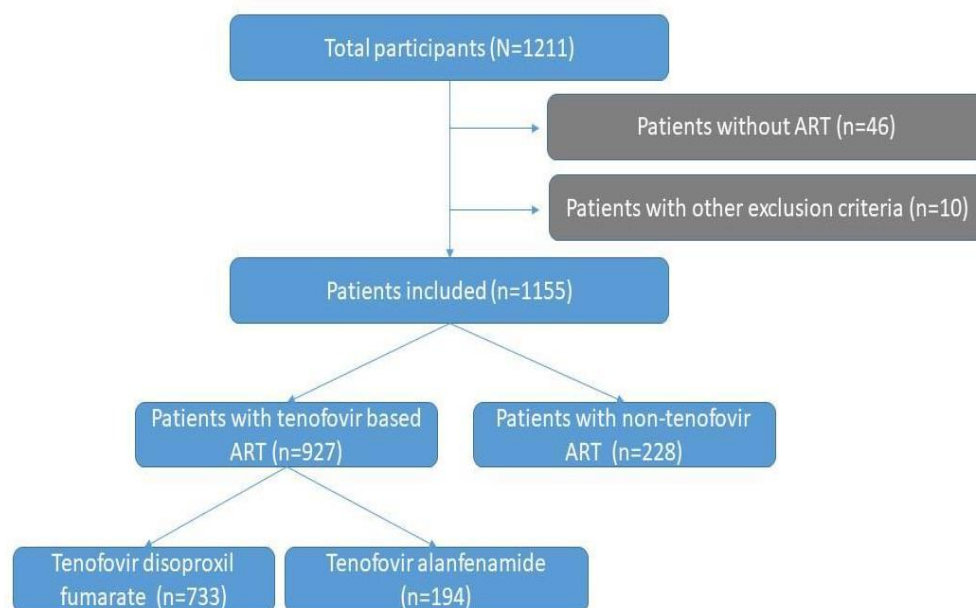 Total participants (N=1211)
Patients without ART (n=46)
Patients with other exclusion criteria (n=10)
Patients included (n=1155)
Patients with tenofovir based
ART (n=927)
Patients with non-tenofovir
ART (n=228)
Tenofovir disoproxil
fumarate (n=733)
Tenofovir alanfenamide
(n=194)